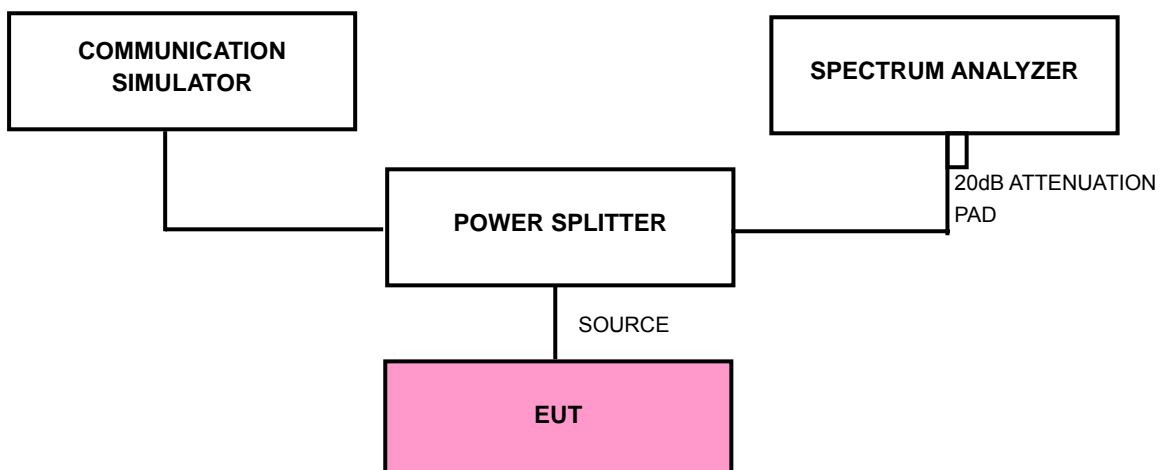 COMMUNICATION
SIMULATOR
SPECTRUM ANALYZER
20dB ATTENUATION
PAD
POWER SPLITTER
SOURCE
EUT